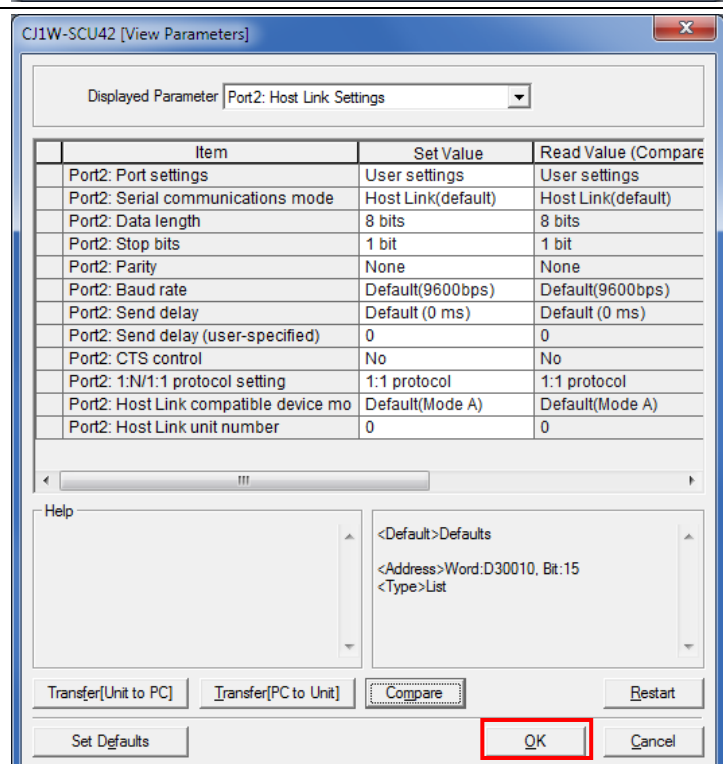 CJ1W-SCU42 [View Parameters]
Displayed Parameter Port2: Host Link Settings
Item Set Value Read Value (Compare
Port2: Port settings User settings User settings
Port2: Serial communications mode Host Link(default) Host Link(default)
Port2: Data length 8 bits 8 bits
Port2: Stop bits 1 bit 1 bit
Port2: Parity None None
Port2: Baud rate Default(9600bps) Default(9600bps)
Port2: Send delay Default (0 ms) Default (0 ms)
Port2: Send delay (user-specified) 0 0
Port2: CTS control No No
Port2: 1:N/1:1 protocol setting 1:1 protocol 1:1 protocol
Port2: Host Link compatible device mo Default(Mode A) Default(Mode A)
Port2: Host Link unit number 0 0
Help
<Default>Defaults
<Address>Word:D30010, Bit:15
<Type>List
Transfer[Unit to PC] Transfer[PC to Unit] Compare Restart
Set Defaults OK Cancel